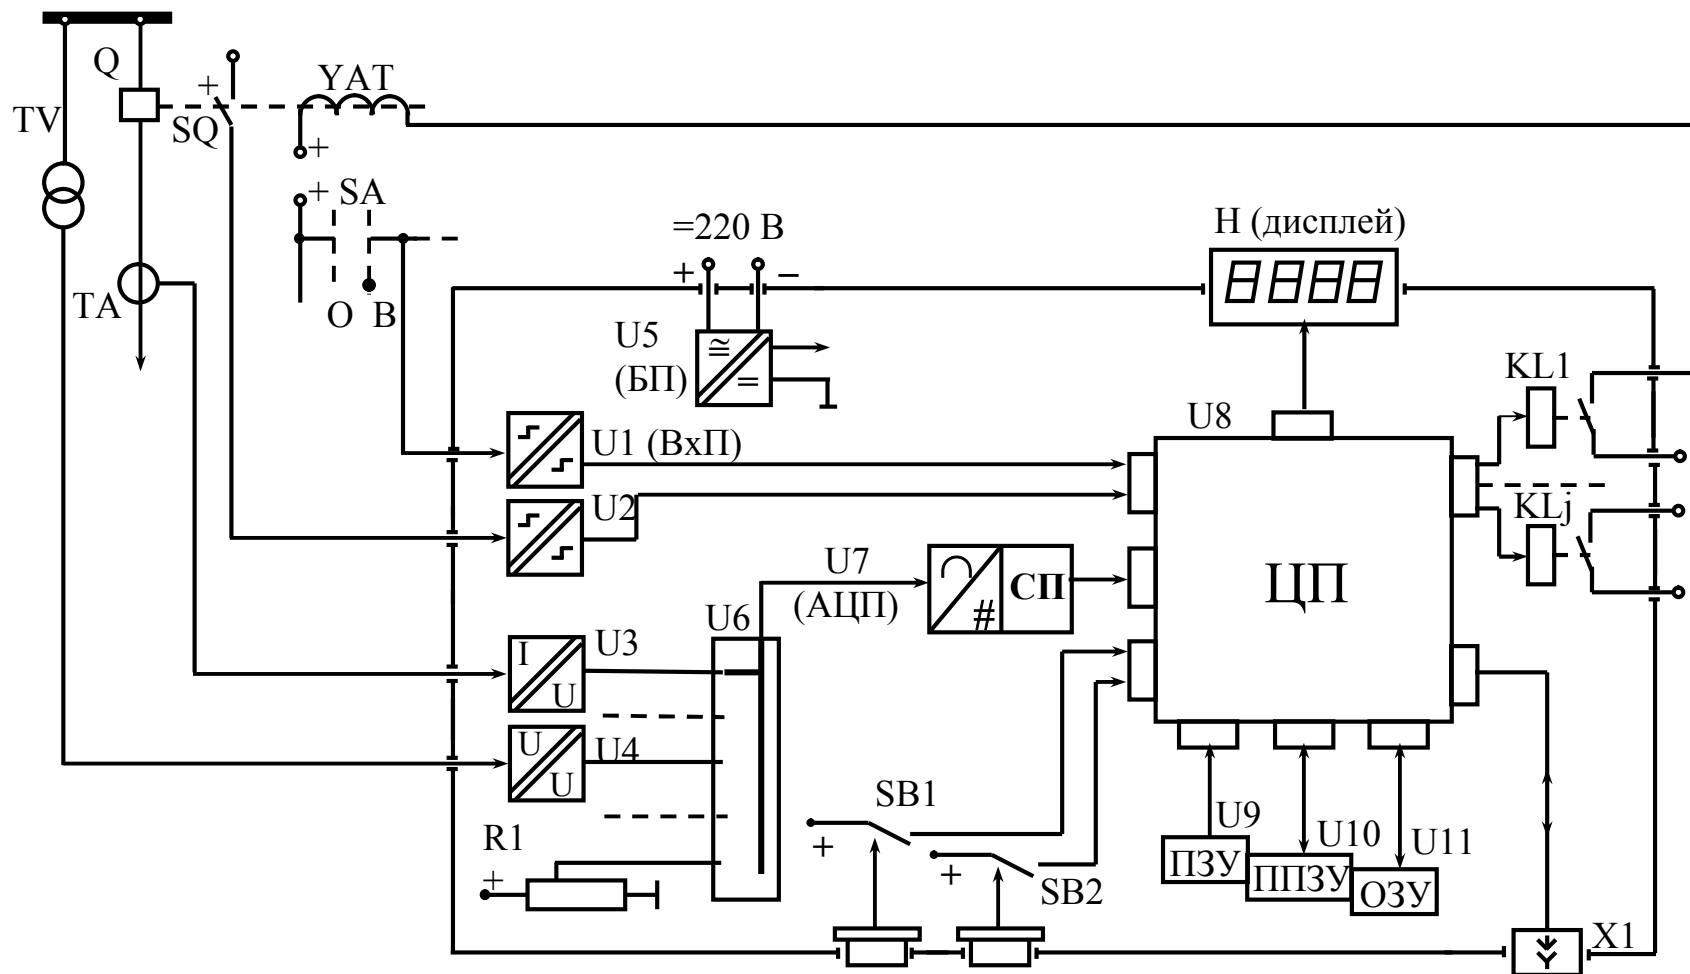 Q
+
YAT
TV
SQ
+
+ SA
=220 В
Н (дисплей)
+ –
8888
TA
О В
U5
(БП)
≅
=
KL1
U8
U1 (ВхП)
U2
KLj
U7
(АЦП)
#
СП
ЦП
U6
I
U
U3
U
U
U4
SB1
+
R1
+
+
SB2
U9
U10
U11
ПЗУ
ППЗУ
ОЗУ
X1